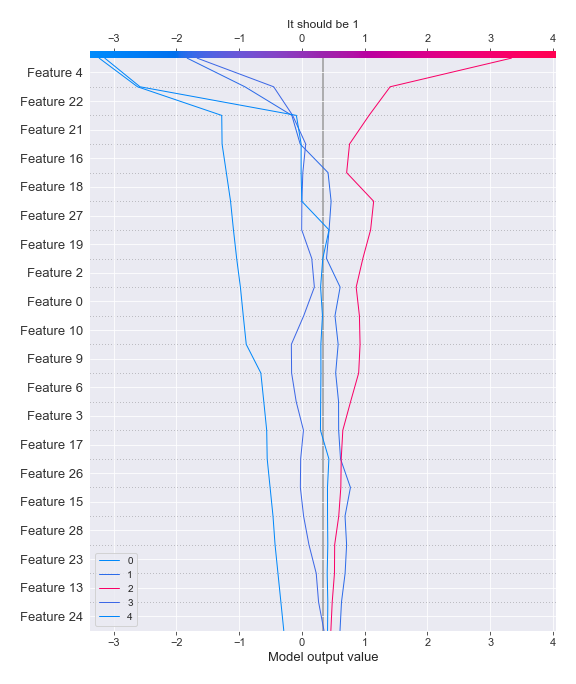 It should be 1
−3 −2 −1 0 1 2 3 4
Feature 4
Feature 22
Feature 21
Feature 16
Feature 18
Feature 27
Feature 19
Feature 2
Feature 0
Feature 10
Feature 9
Feature 6
Feature 3
Feature 17
Feature 26
Feature 15
Feature 28
Feature 23
Feature 13
Feature 24
0
1
2
3
4
−3 −2 −1 0 1 2 3 4
Model output value